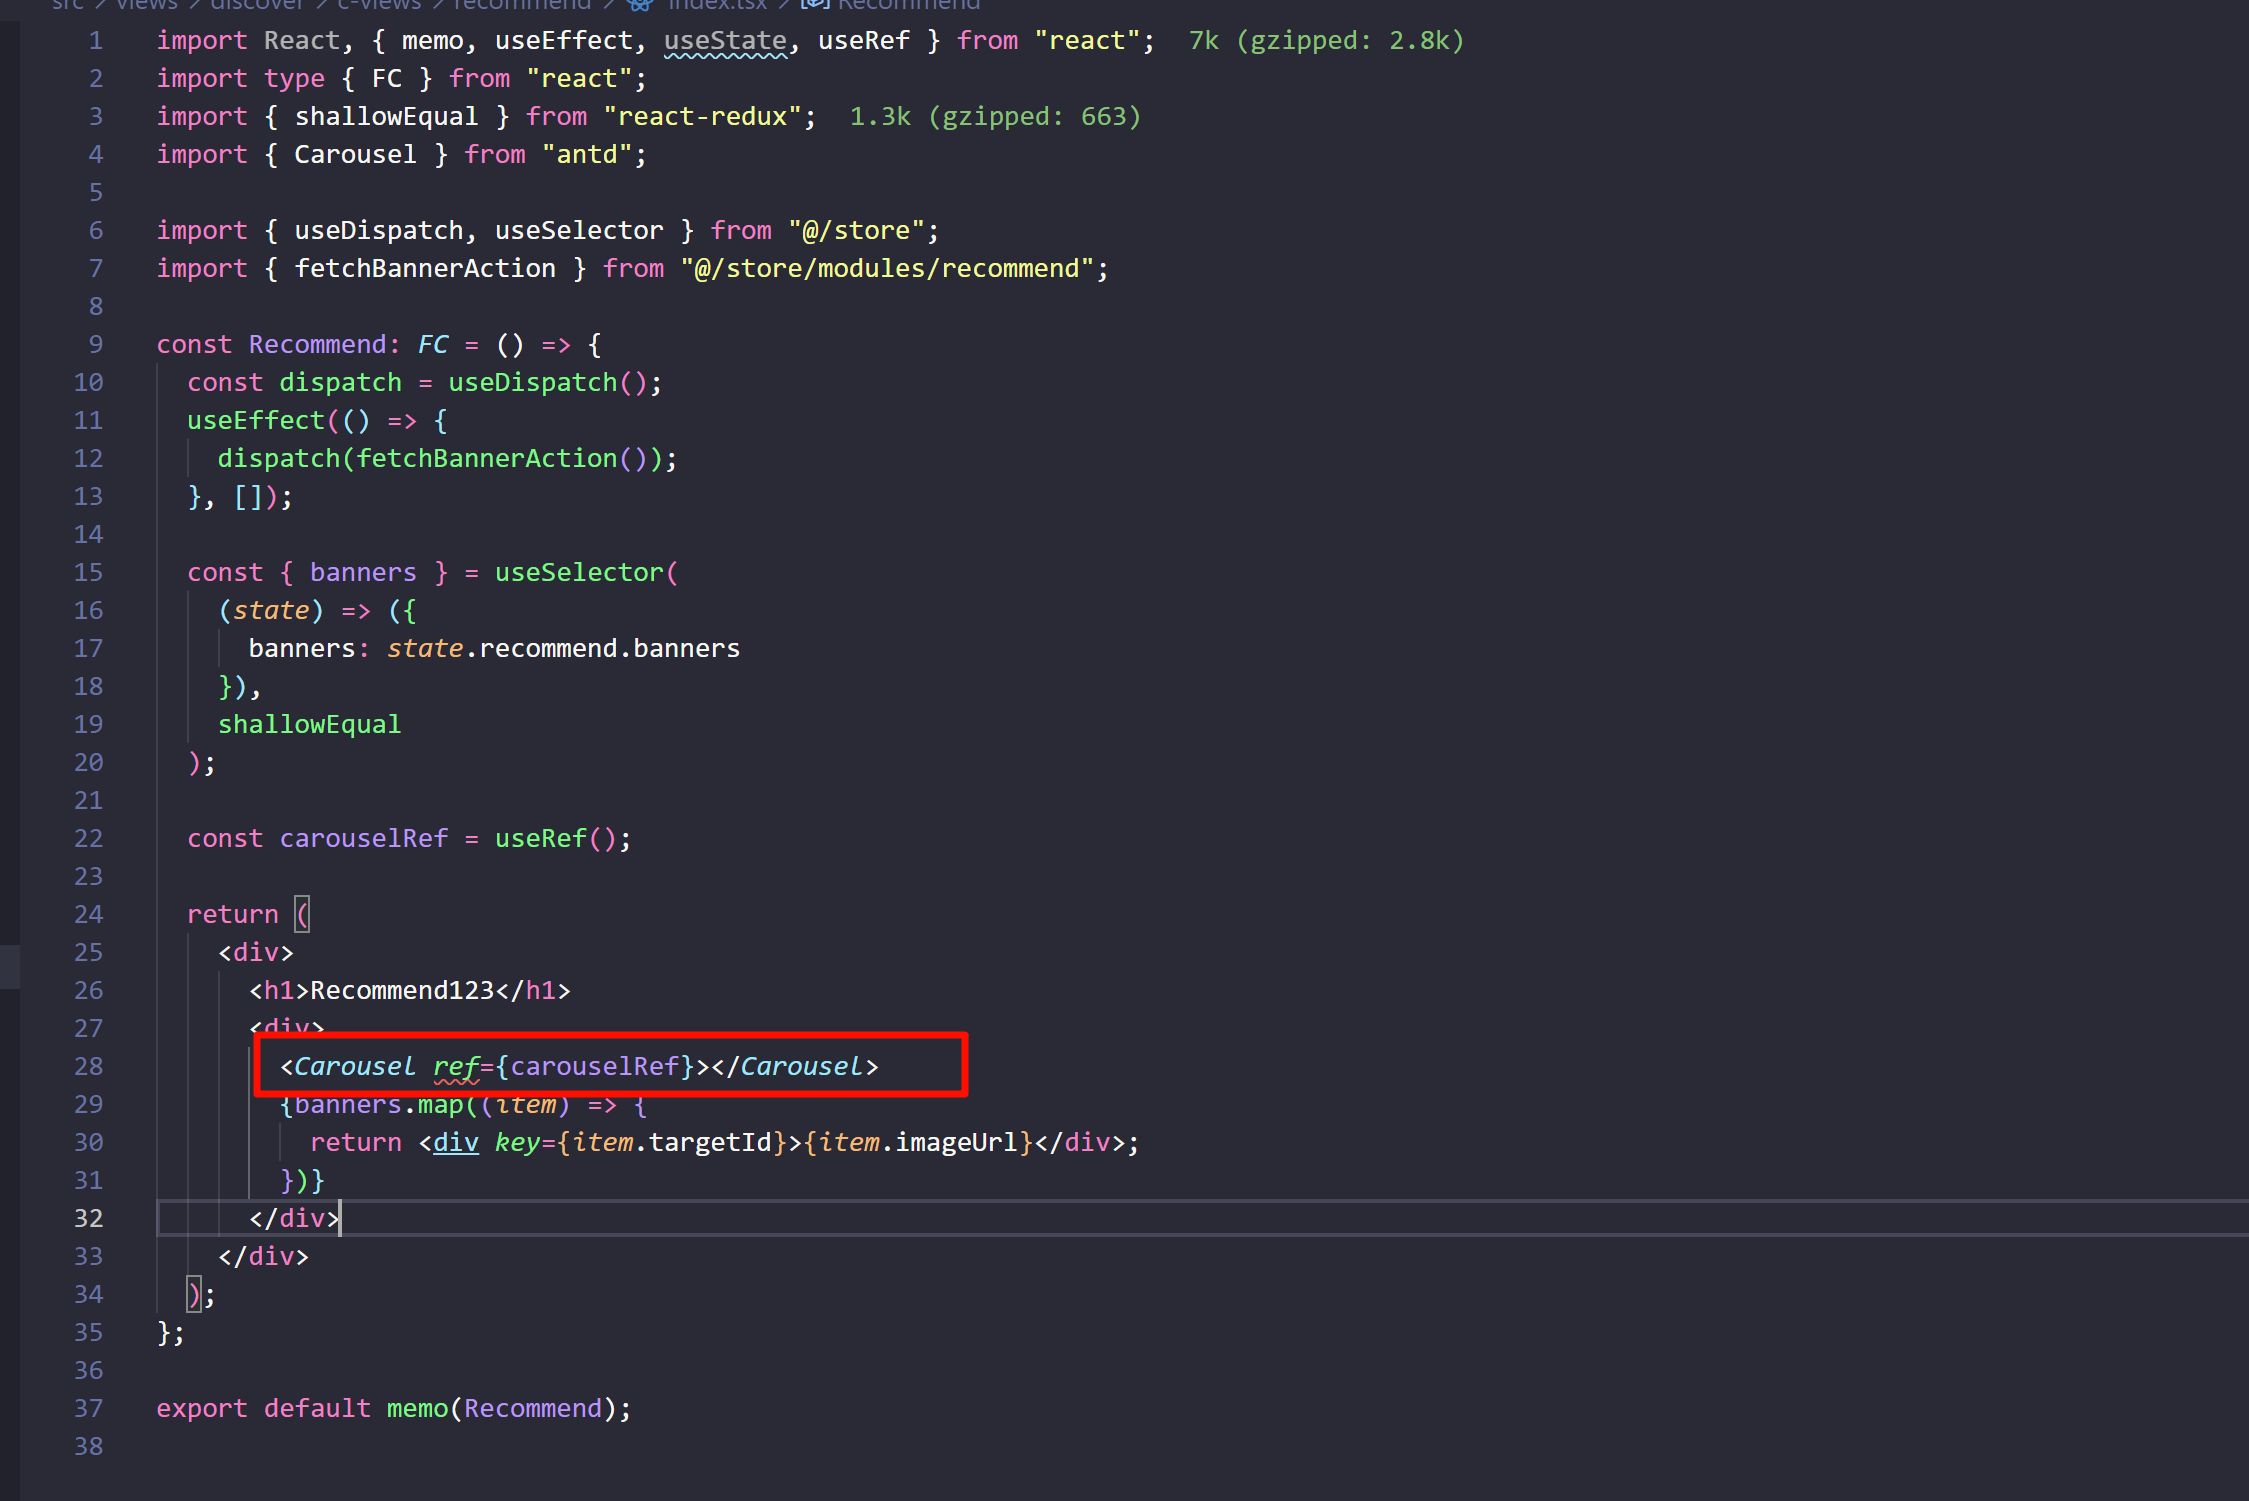 src > views > discover > c-views > recommend > index.tsx > Recommend
1 import React, { memo, useEffect, useState, useRef } from "react"; 7k (gzipped: 2.8k)
2 import type { FC } from "react";
3 import { shallowEqual } from "react-redux"; 1.3k (gzipped: 663)
4 import { Carousel } from "antd";
5
6 import { useDispatch, useSelector } from "@/store";
7 import { fetchBannerAction } from "@/store/modules/recommend";
8
9 const Recommend: FC = () => {
10   const dispatch = useDispatch();
11   useEffect(() => {
12     dispatch(fetchBannerAction());
13   }, []);
14
15   const { banners } = useSelector(
16     (state) => ({
17       banners: state.recommend.banners
18     }),
19     shallowEqual
20   );
21
22   const carouselRef = useRef();
23
24   return (
25     <div>
26       <h1>Recommend123</h1>
27       <div>
28         <Carousel ref={carouselRef}></Carousel>
29         {banners.map((item) => {
30           return <div key={item.targetId}>{item.imageUrl}</div>;
31         })}
32       </div>
33     </div>
34   );
35 };
36
37 export default memo(Recommend);
38